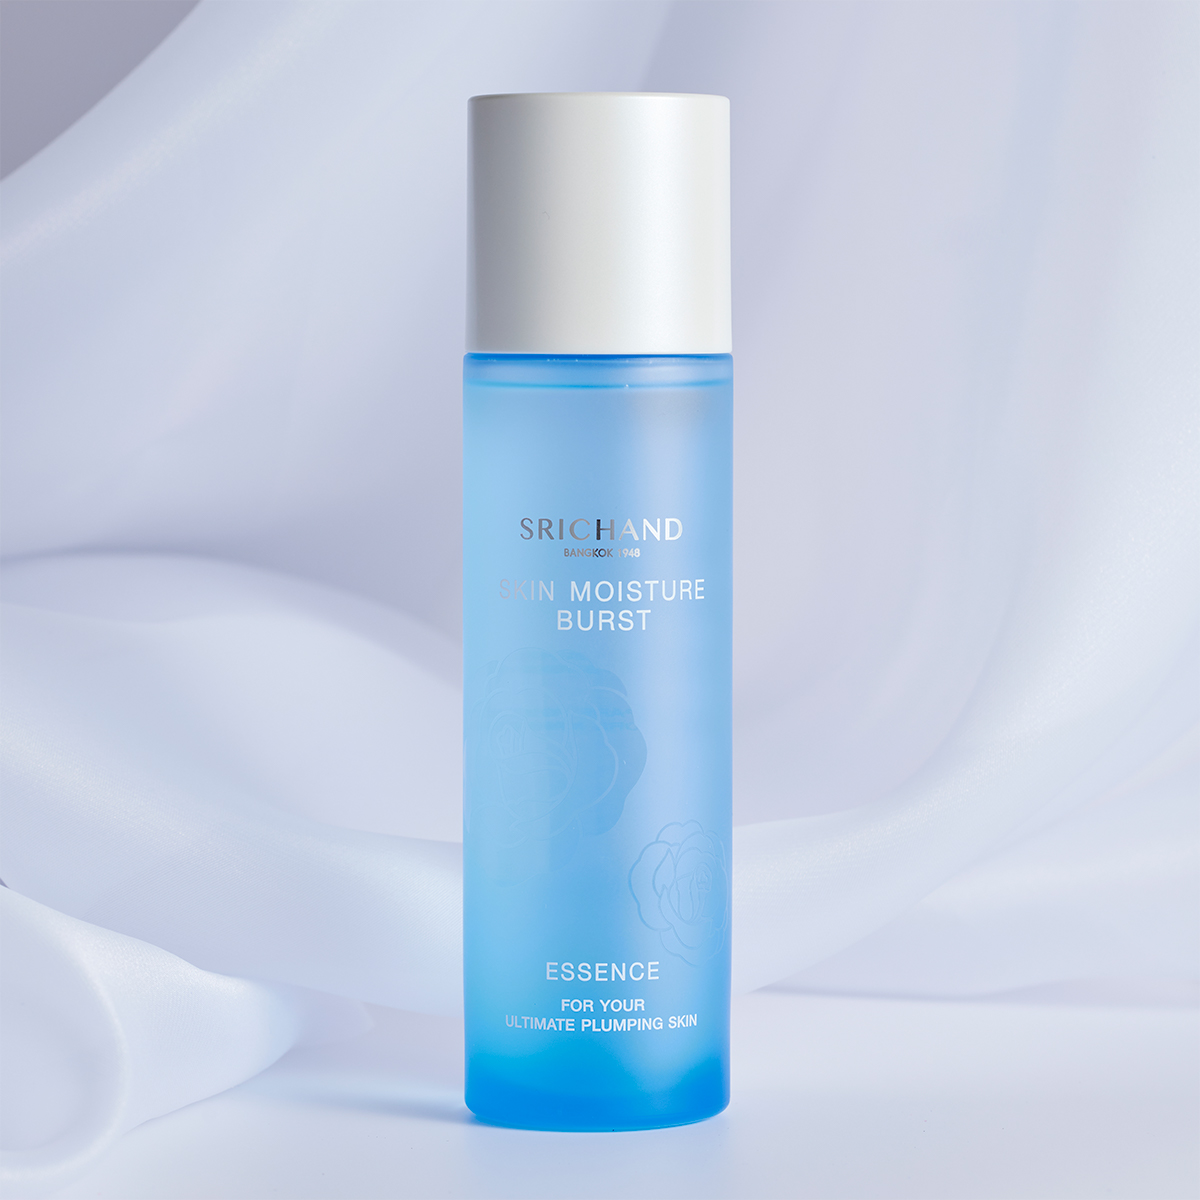 SRICHAND
BANGKOK 1948
SKIN MOISTURE
BURST
ESSENCE
FOR YOUR
ULTIMATE PLUMPING SKIN